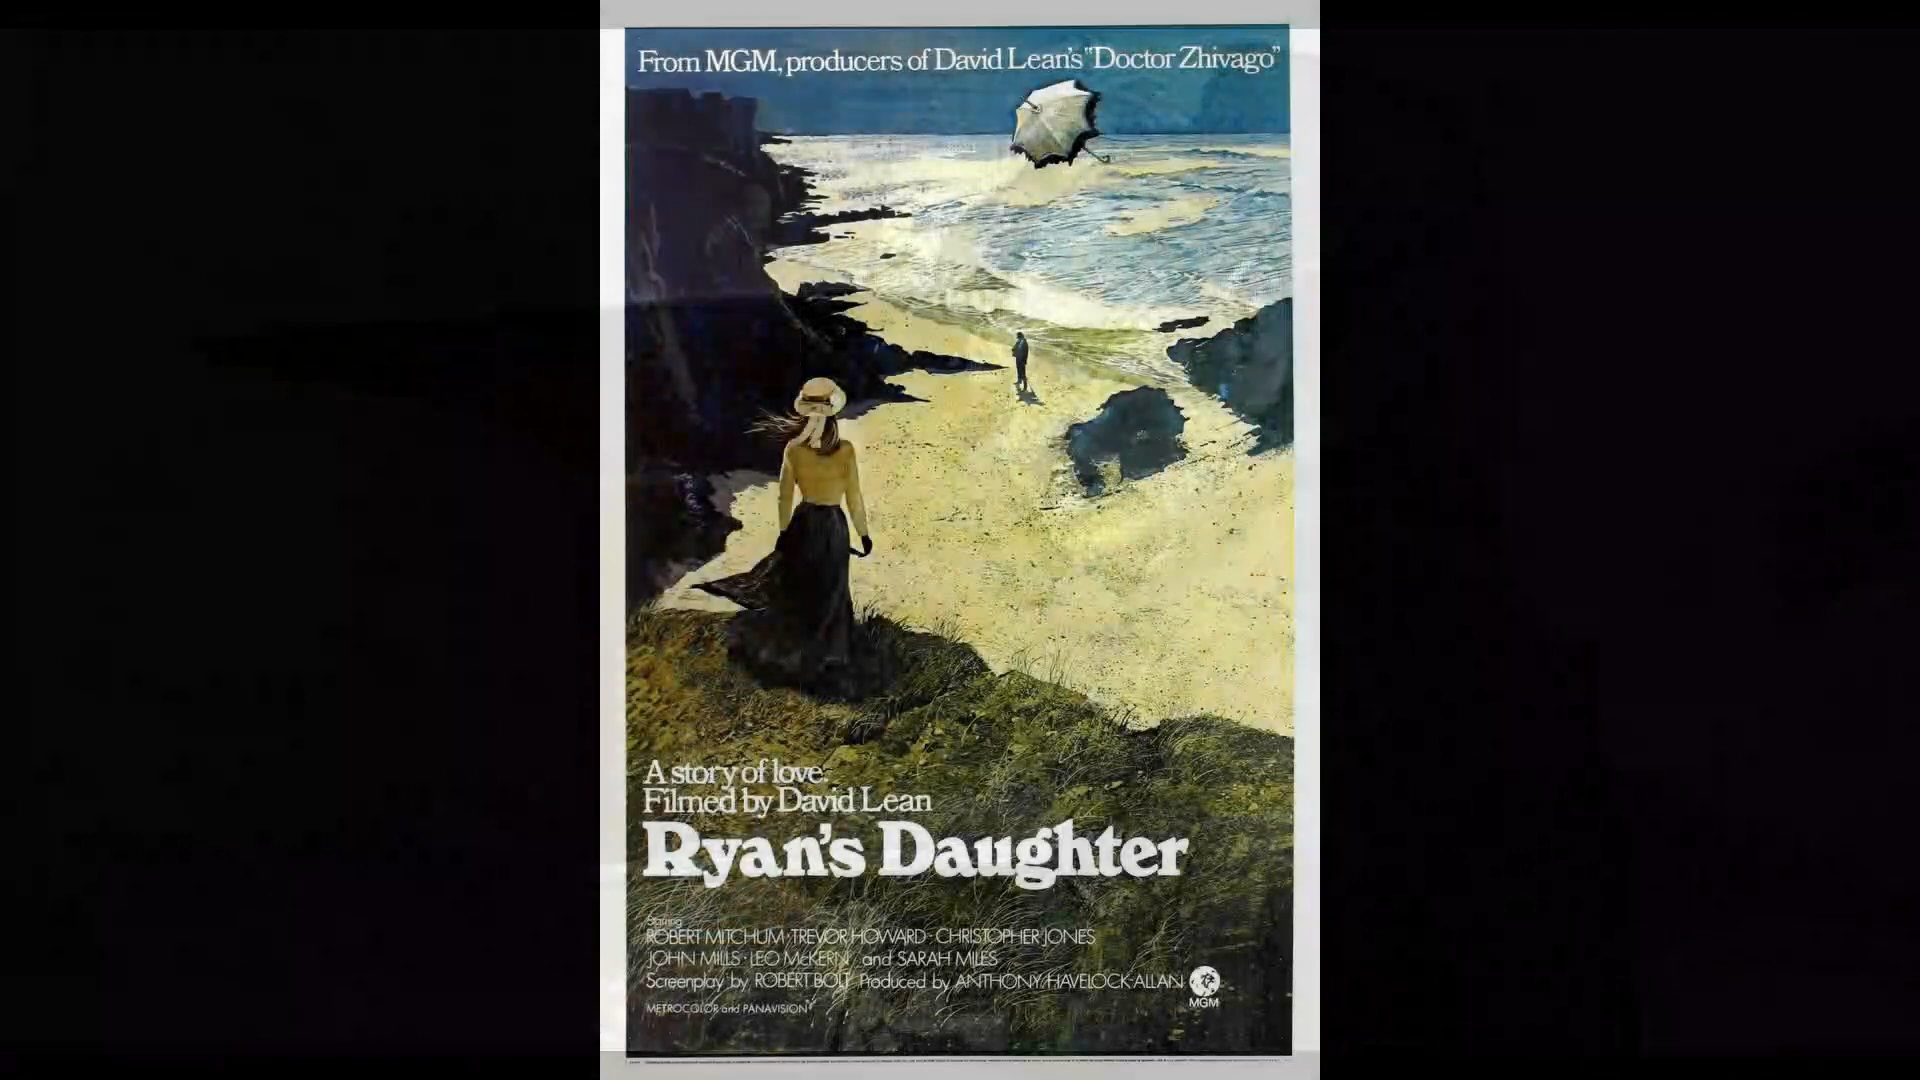 From MGM, producers of David Lean's "Doctor Zhivago"
A story of love.
Filmed by David Lean
Ryan's Daughter
Starring
ROBERT MITCHUM · TREVOR HOWARD · CHRISTOPHER JONES
JOHN MILLS · LEO McKERN and SARAH MILES
Screenplay by ROBERT BOLT Produced by ANTHONY HAVELOCK-ALLAN
MGM
METROCOLOR and PANAVISION®